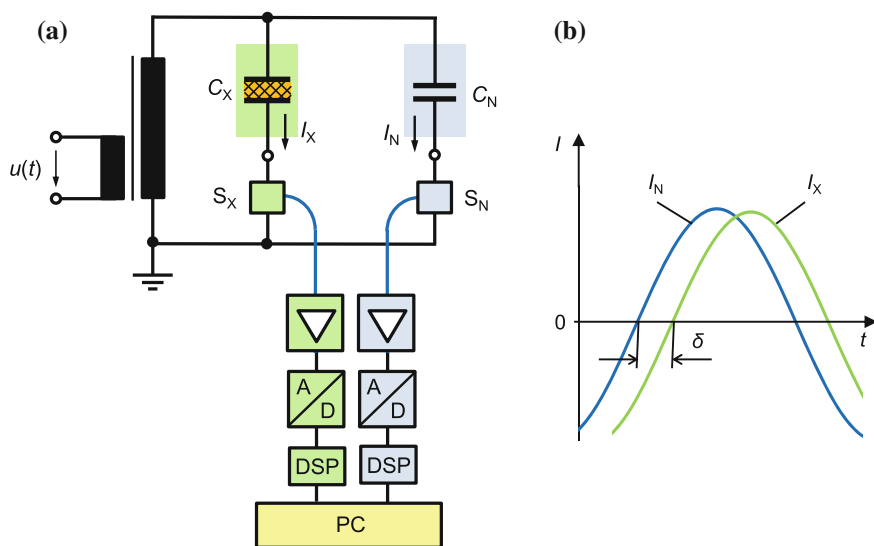 (a)
C_X
C_N
I_X
I_N
u(t)
S_X
S_N
A
D
A
D
DSP
DSP
PC
(b)
I
I_N
I_X
0
t
δ